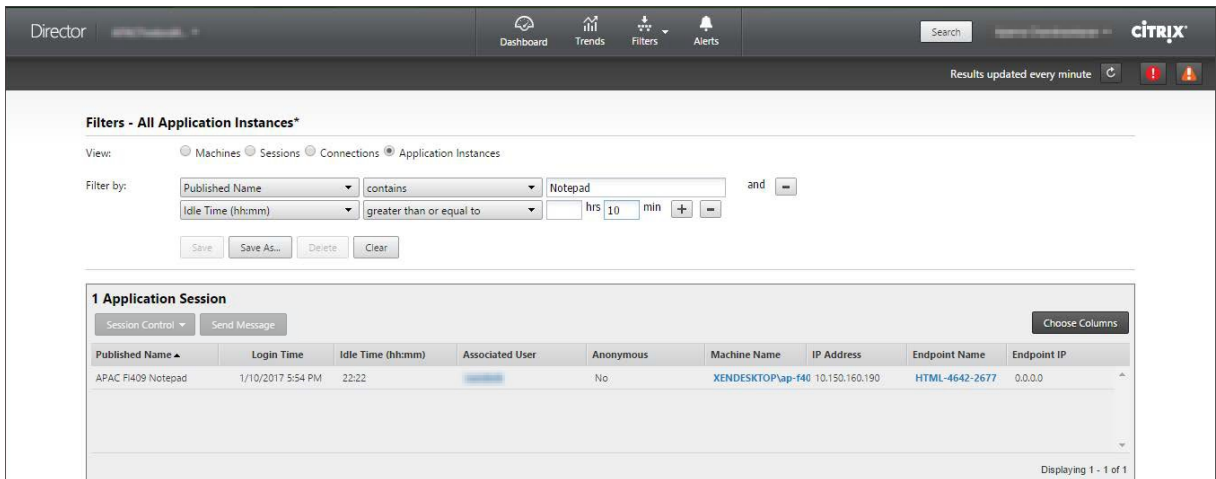 Director
Dashboard
Trends
Filters
Alerts
Search
CİTRIX
Results updated every minute
Filters - All Application Instances*
View: Machines Sessions Connections Application Instances
Filter by: Published Name contains Notepad and
Idle Time (hh:mm) greater than or equal to hrs 10 min
Save Save As... Delete Clear
1 Application Session
Session Control Send Message Choose Columns
Published Name Login Time Idle Time (hh:mm) Associated User Anonymous Machine Name IP Address Endpoint Name Endpoint IP
APAC FI409 Notepad 1/10/2017 5:54 PM 22:22 No XENDESKTOP\ap-f40 10.150.160.190 HTML-4642-2677 0.0.0.0
Displaying 1 - 1 of 1